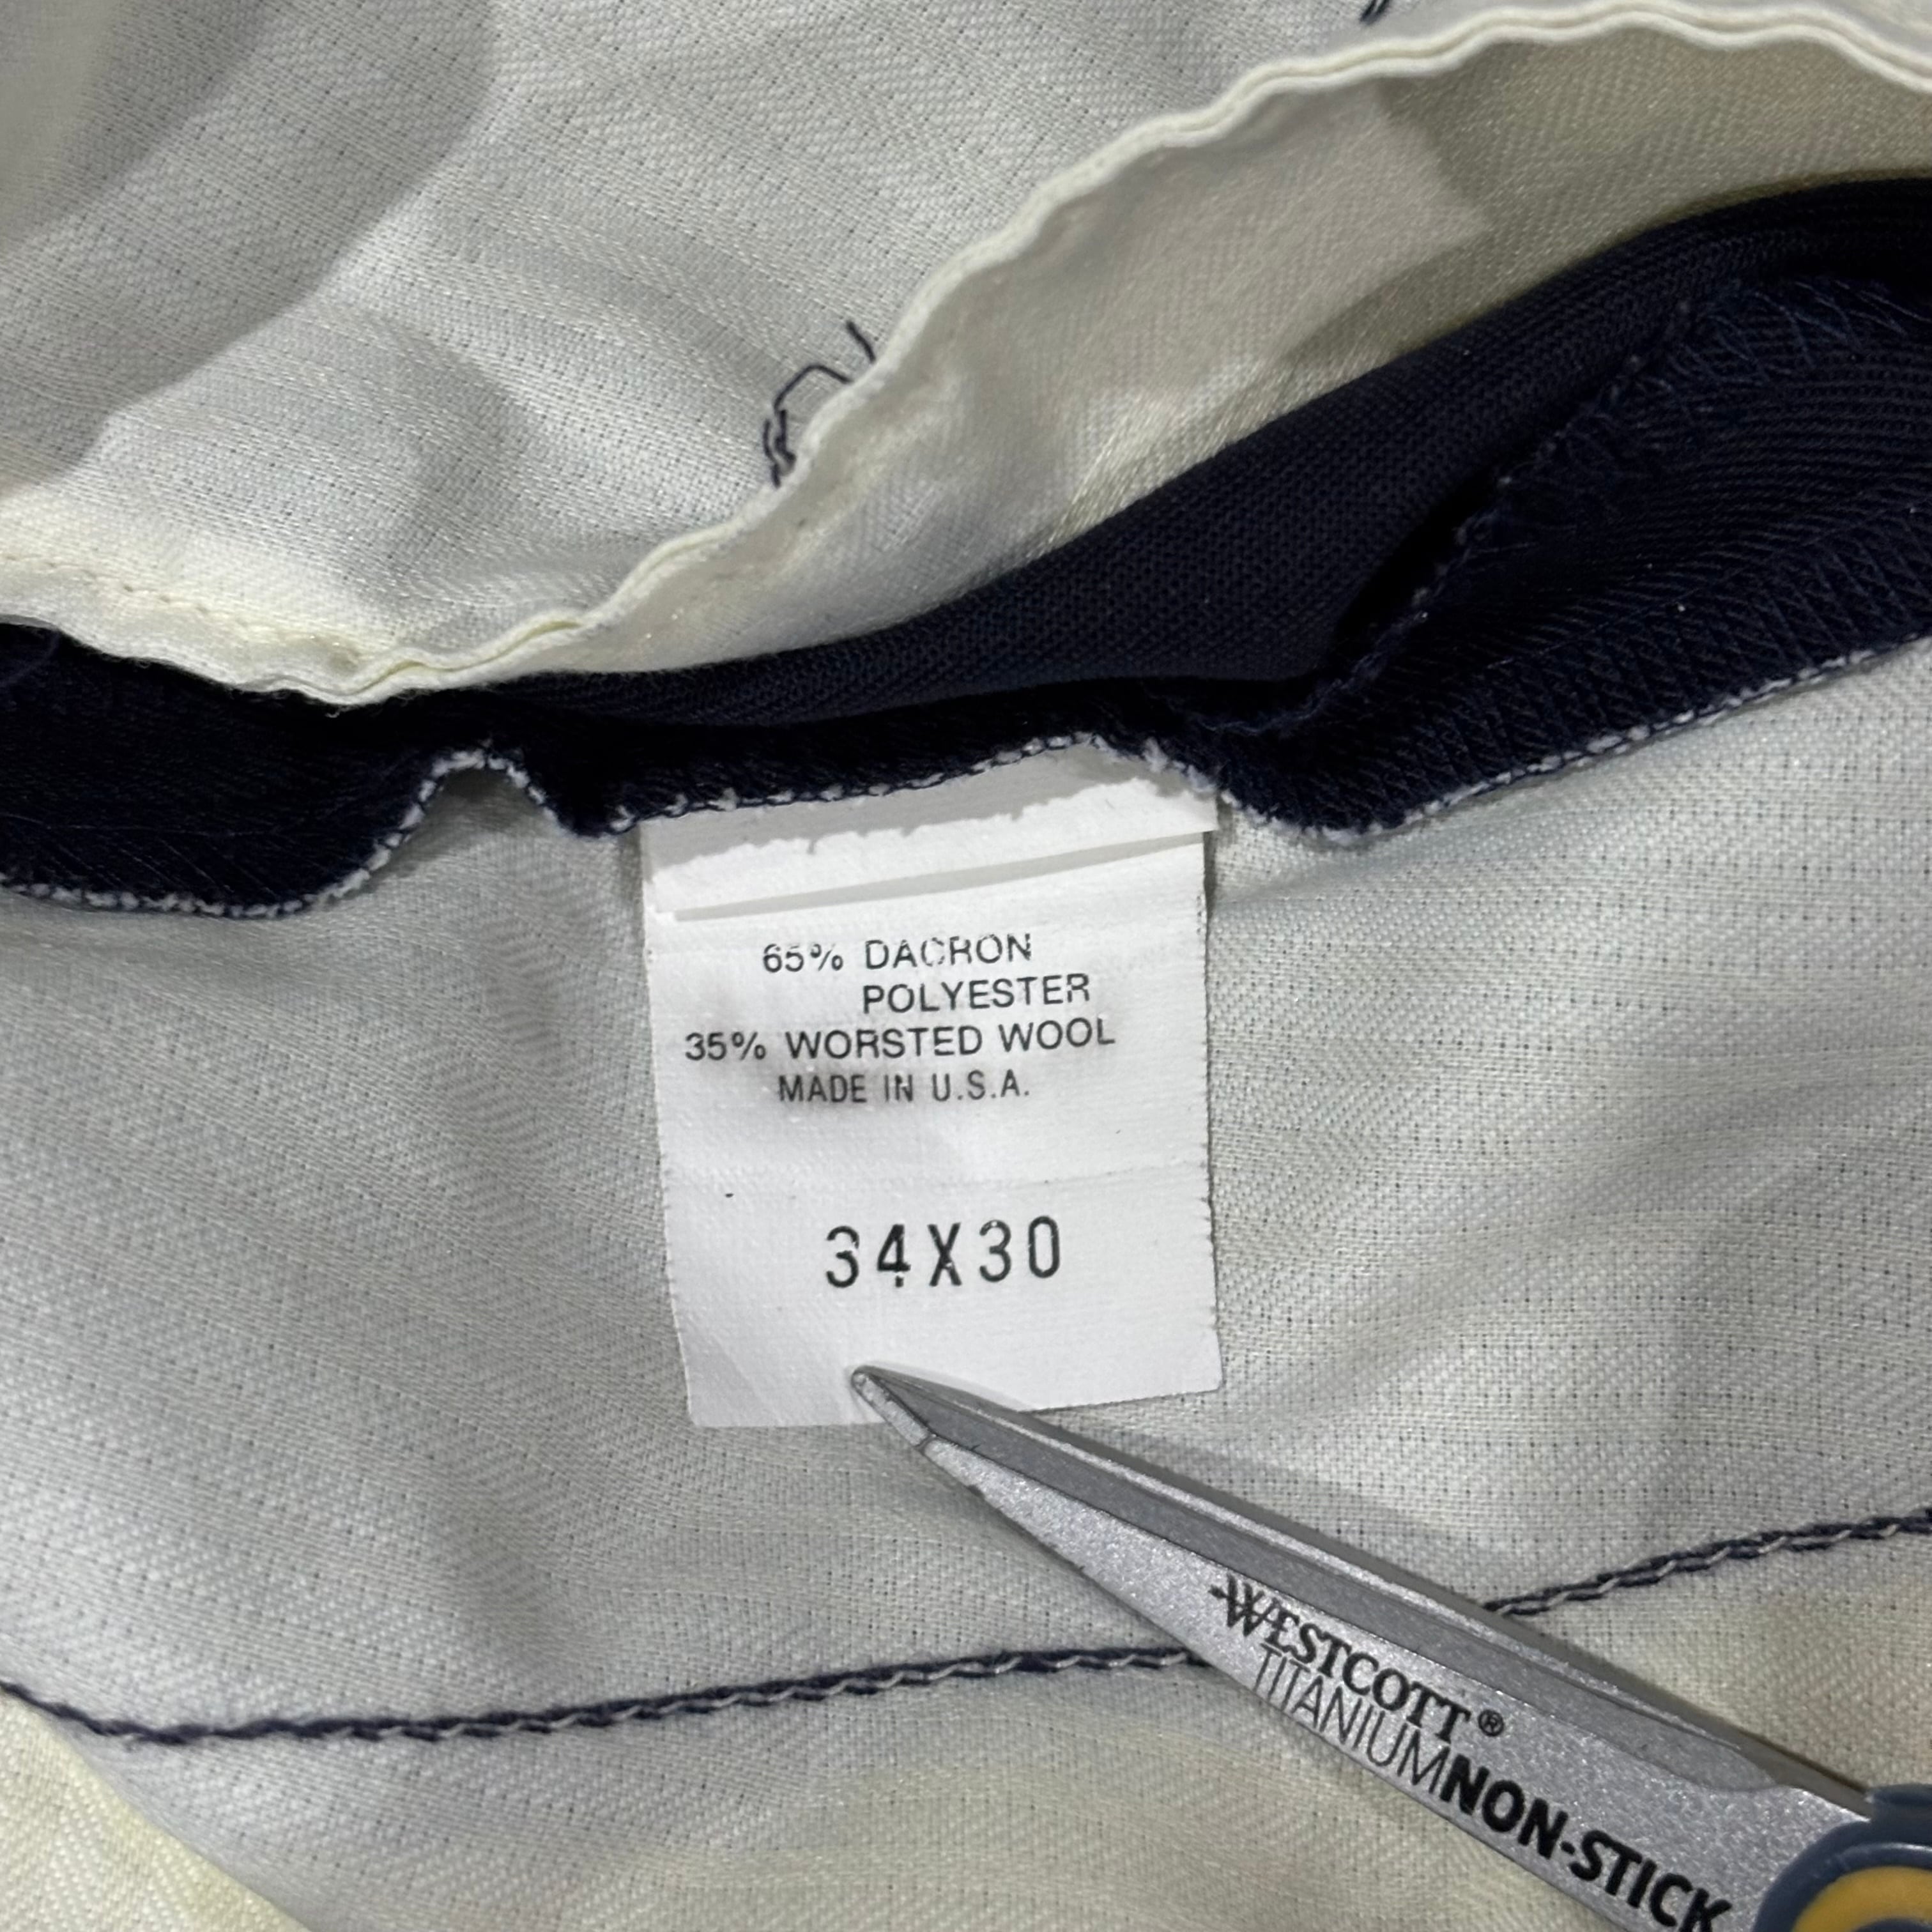 65% DACRON
POLYESTER
35% WORSTED WOOL
MADE IN U.S.A.
34X30
WESTCOTT®
TITANIUMNON-STICK